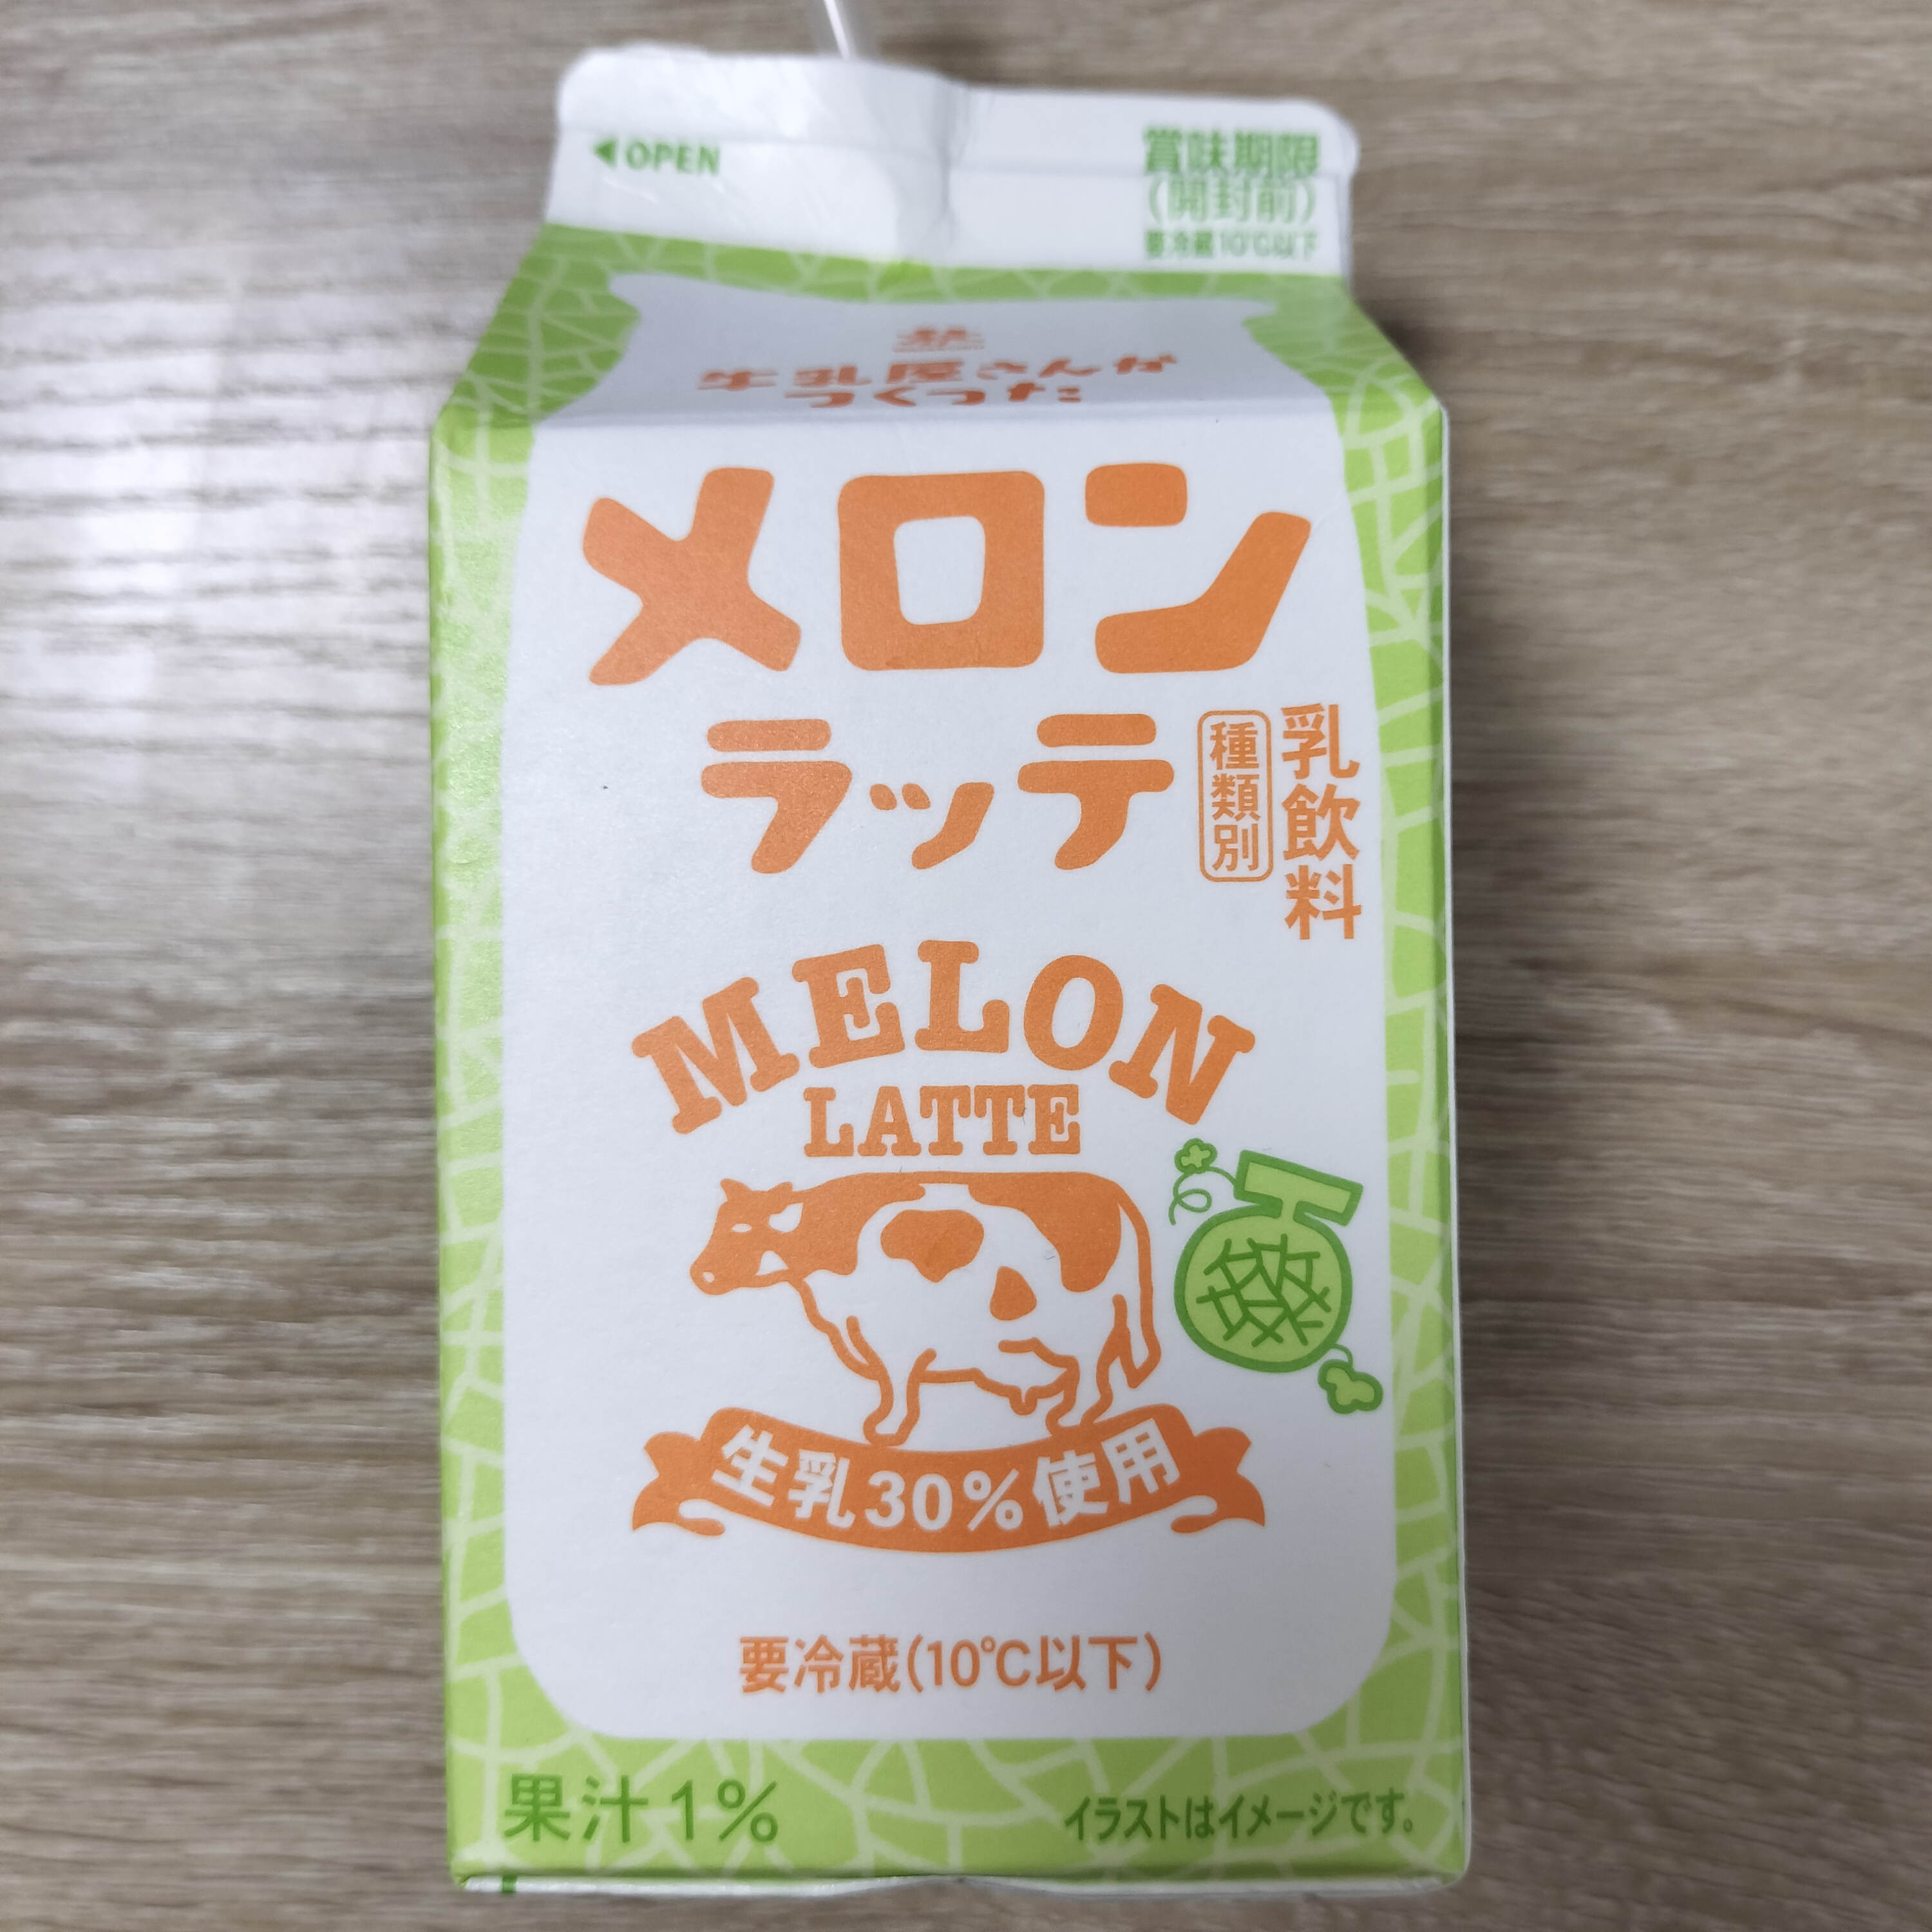 OPEN
賞味期限
(開封前)
要冷蔵10℃以下
牛乳屋さんが
つくった
メロン
ラッテ
種類別
乳飲料
MELON
LATTE
生乳30%使用
要冷蔵(10℃以下)
果汁1%
イラストはイメージです。